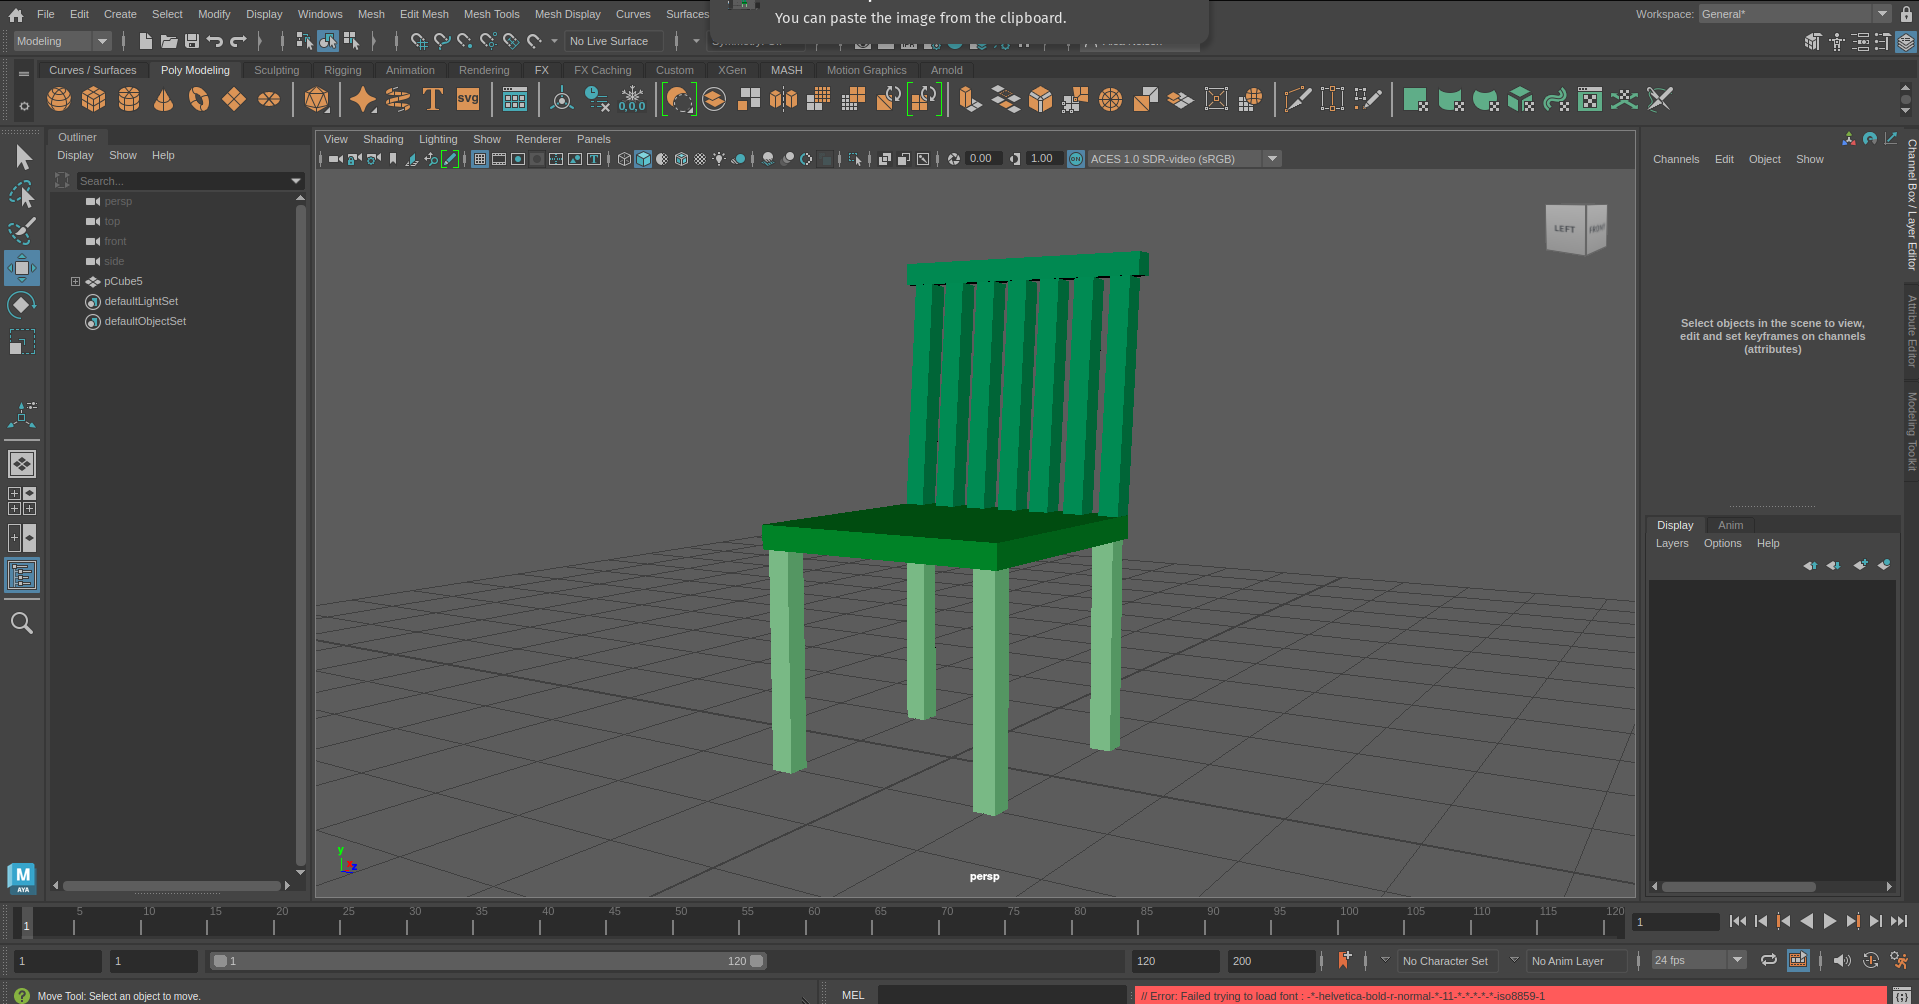 You can paste the image from the clipboard.
File Edit Create Select Modify Display Windows Mesh Edit Mesh Mesh Tools Mesh Display Curves Surfaces
Workspace: General*
Modeling
No Live Surface
Curves / Surfaces Poly Modeling Sculpting Rigging Animation Rendering FX FX Caching Custom XGen MASH Motion Graphics Arnold
T
svg
0,0,0
Outliner
Display Show Help
Search...
persp
top
front
side
pCube5
defaultLightSet
defaultObjectSet
View Shading Lighting Show Renderer Panels
0.00
1.00
ON
ACES 1.0 SDR-video (sRGB)
LEFT
FRONT
y
z
persp
Channels Edit Object Show
Select objects in the scene to view,
edit and set keyframes on channels
(attributes)
Channel Box / Layer Editor
Attribute Editor
Modeling Toolkit
Display Anim
Layers Options Help
M
AYA
1
5 10 15 20 25 30 35 40 45 50 55 60 65 70 75 80 85 90 95 100 105 110 115 120
1
1
1
1
120
120
200
No Character Set
No Anim Layer
24 fps
Move Tool: Select an object to move.
MEL
// Error: Failed trying to load font : -*-helvetica-bold-r-normal-*-11-*-*-*-*-*-iso8859-1